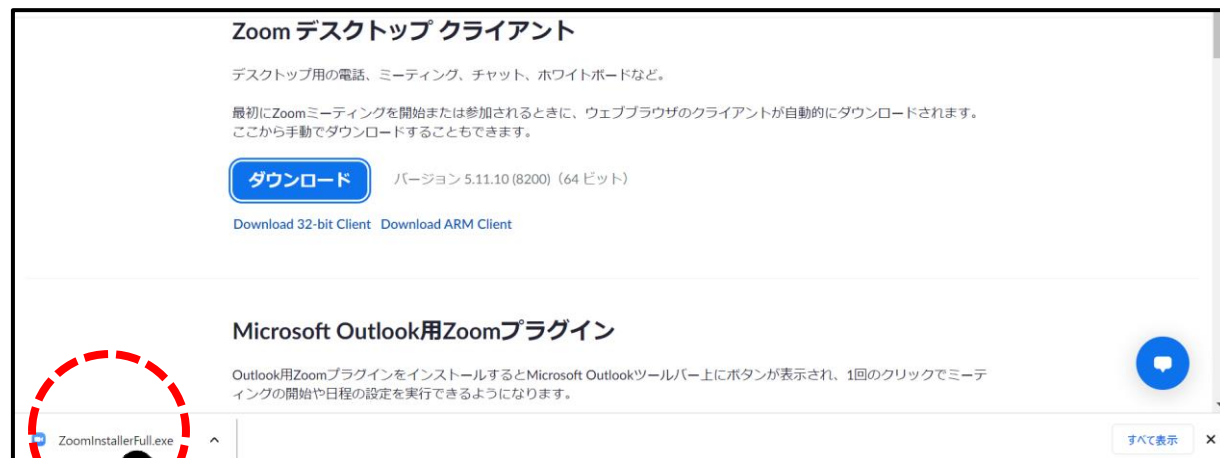 Zoom デスクトップ クライアント
デスクトップ用の電話、ミーティング、チャット、ホワイトボードなど。
最初にZoomミーティングを開始または参加されるときに、ウェブブラウザのクライアントが自動的にダウンロードされます。
ここから手動でダウンロードすることもできます。
ダウンロード バージョン 5.11.10 (8200)（64 ビット）
Download 32-bit Client Download ARM Client
Microsoft Outlook用Zoomプラグイン
Outlook用ZoomプラグインをインストールするとMicrosoft Outlookツールバー上にボタンが表示され、1回のクリックでミーテ
ィングの開始や日程の設定を実行できるようになります。
ZoomInstallerFull.exe すべて表示